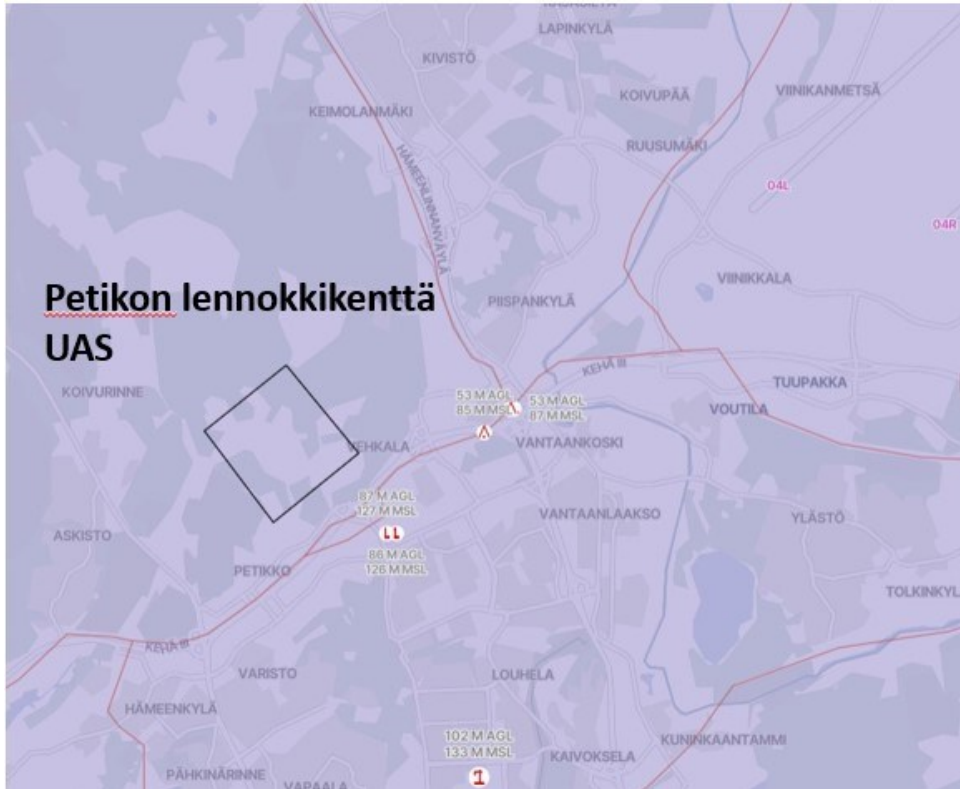 LAPINKYLÄ
KIVISTÖ
KEIMOLANMÄKI
KOIVUPÄÄ
VIINIKANMETSÄ
RUUSUMÄKI
HÄMEENLINNANVÄYLÄ
04L
04R
VIINIKKALA
Petikon lennokkikenttä
UAS
PIISPANKYLÄ
KEHÄ III
KOIVURINNE
TUUPAKKA
VOUTILA
53 M AGL
85 M MSL
53 M AGL
87 M MSL
VEHKALA
VANTAANKOSKI
87 M AGL
127 M MSL
86 M AGL
126 M MSL
VANTAANLAAKSO
YLÄSTÖ
ASKISTO
PETIKKO
TOLKINKYL
KEHÄ III
VARISTO
LOUHELA
HÄMEENKYLÄ
102 M AGL
133 M MSL
KUNINKAANTAMMI
KAIVOKSELA
PÄHKINÄRINNE
VAPAALA